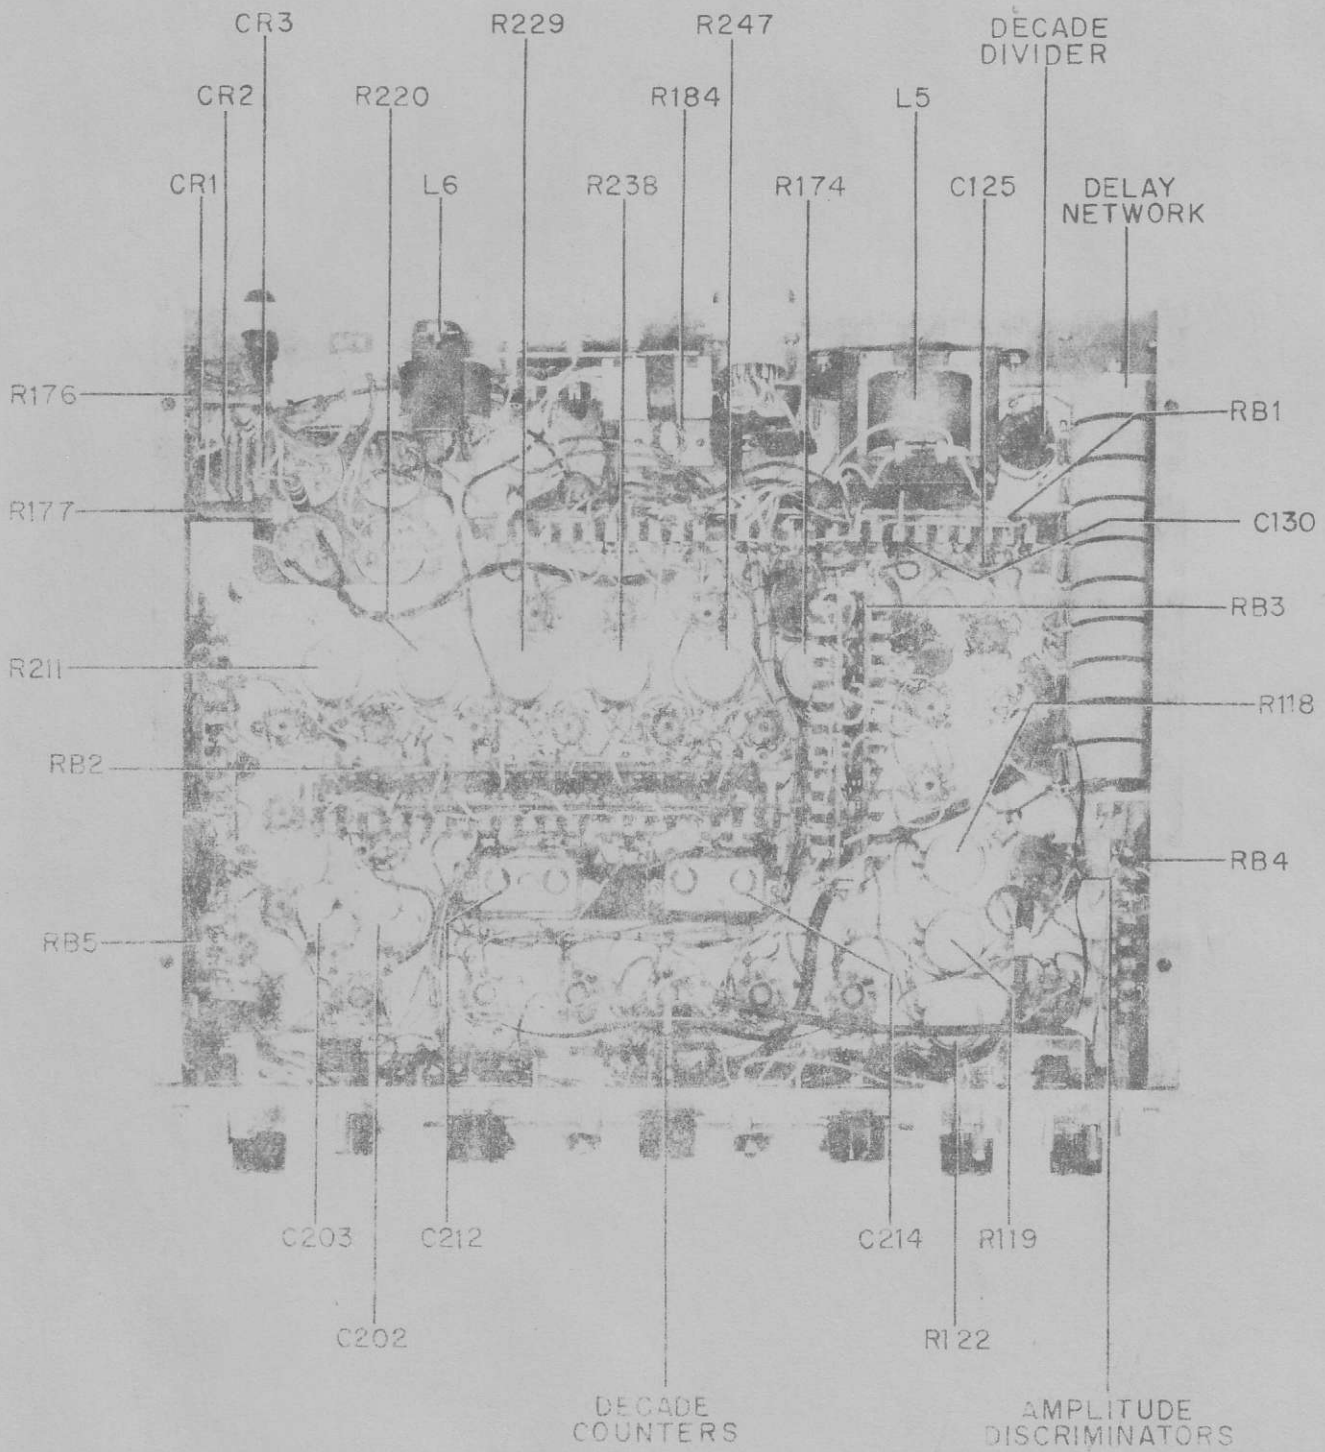 CR3
R229
R247
DECADE
DIVIDER
CR2
R220
R184
L5
CR1
L6
R238
R174
C125
DELAY
NETWORK
R176
RB1
R177
C130
RB3
R211
R118
RB2
RB4
RB5
C203
C212
C214
R119
C202
R122
DECADE
COUNTERS
AMPLITUDE
DISCRIMINATORS